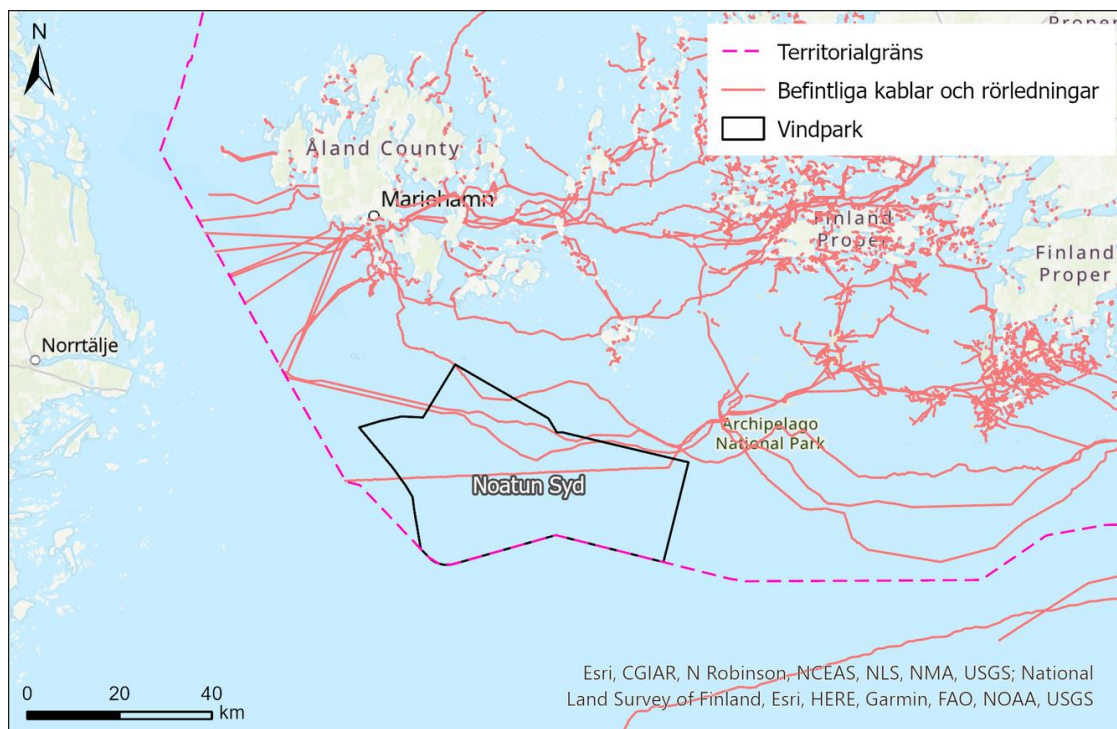 Proper
N
Territorialgräns
Befintliga kablar och rörledningar
Vindpark
Åland County
Mariehamn
Finland
Proper
Finland
Proper
Norrtälje
Archipelago
National Park
Noatun Syd
Esri, CGIAR, N Robinson, NCEAS, NLS, NMA, USGS; National
Land Survey of Finland, Esri, HERE, Garmin, FAO, NOAA, USGS
0 20 40
km